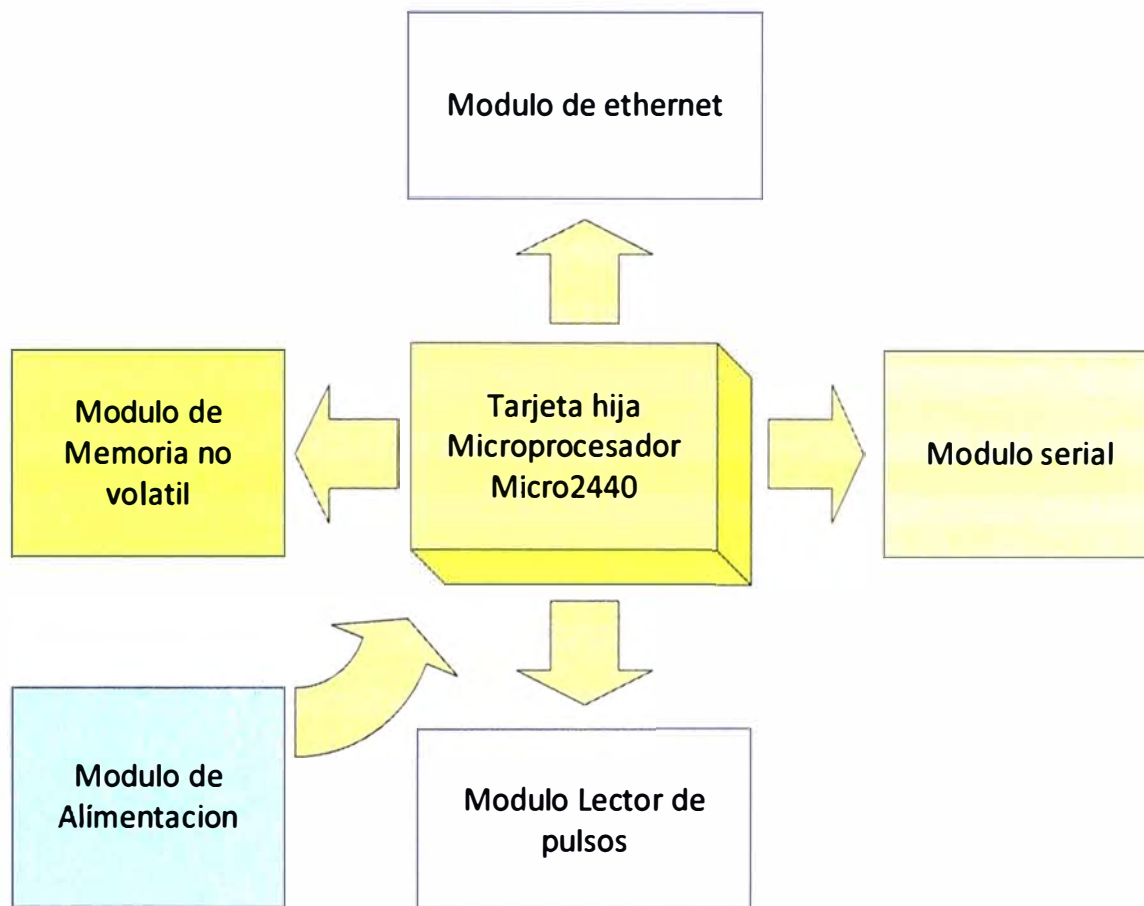 Modulo de ethernet
Modulo de
Memoria no
volatil
Tarjeta hija
Microprocesador
Micro2440
Modulo serial
Modulo de
Alimentacion
Modulo Lector de
pulsos